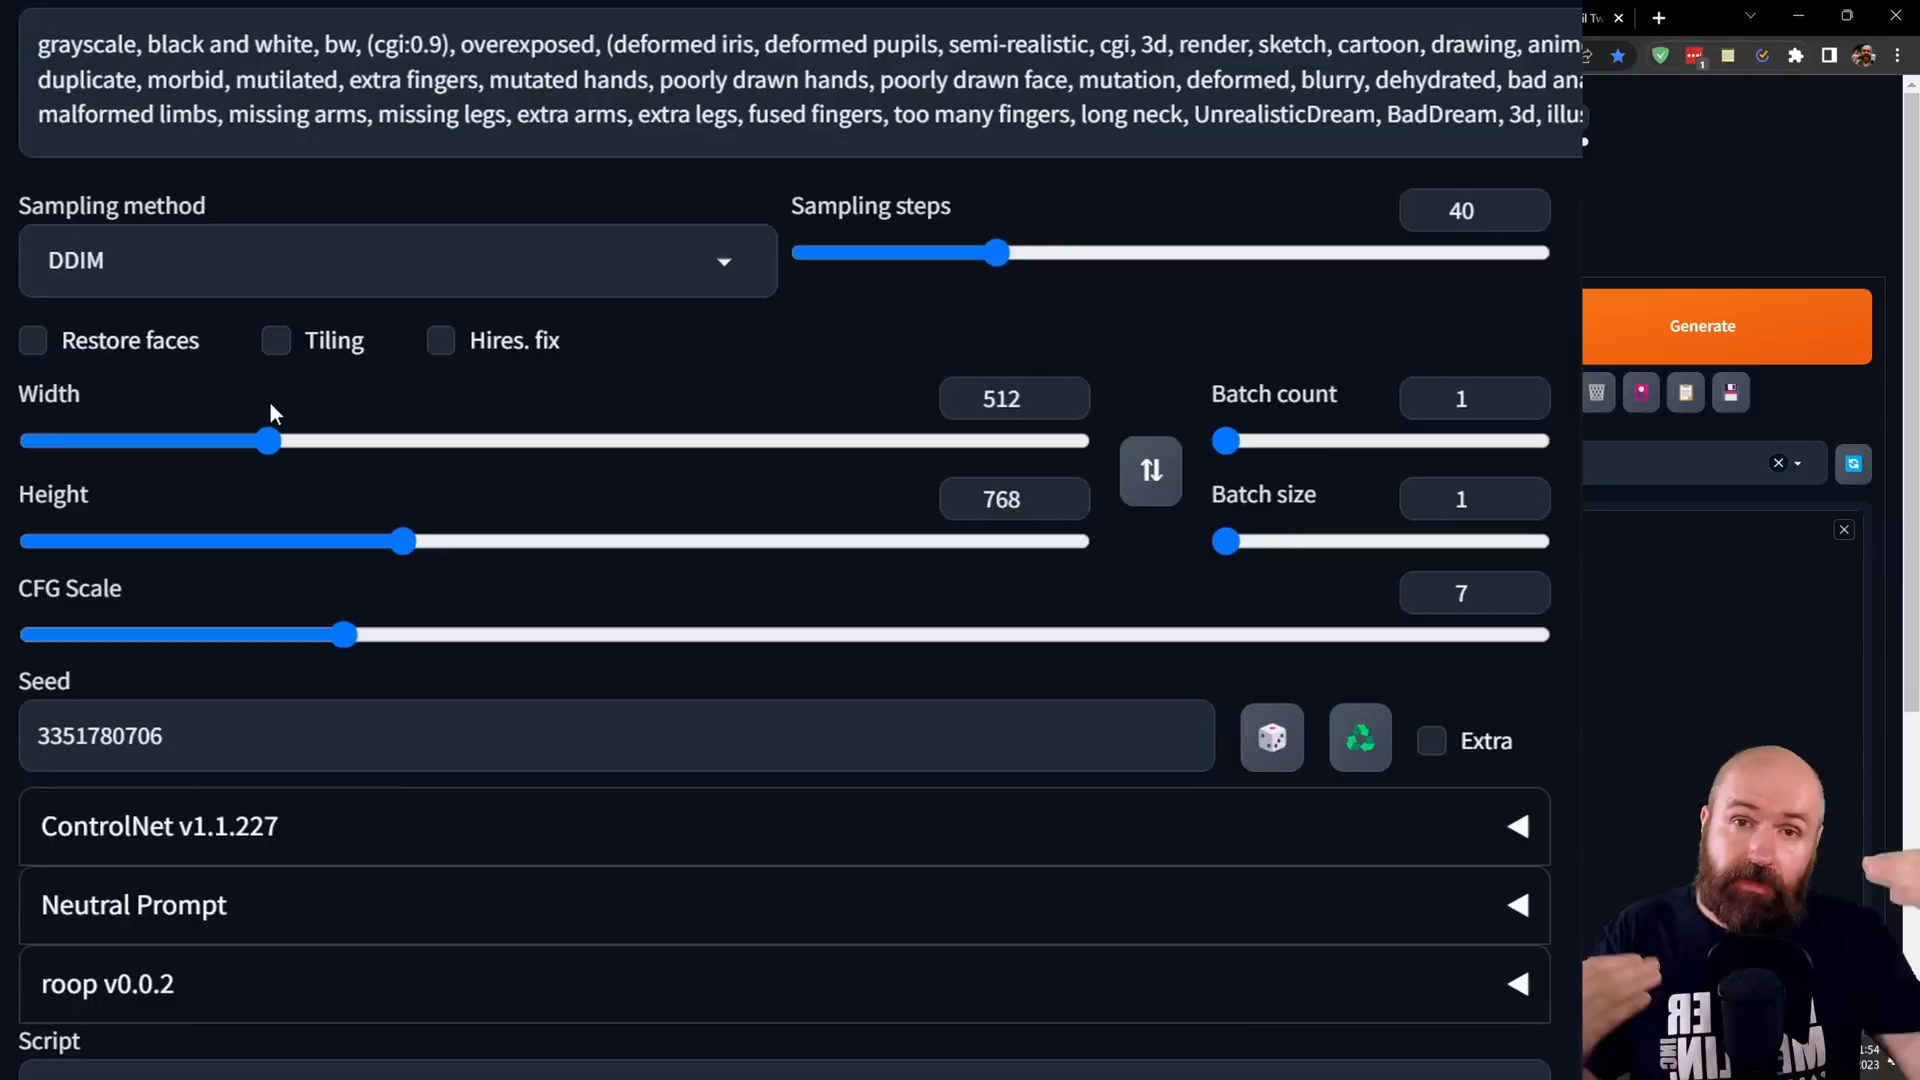 grayscale, black and white, bw, (cgi:0.9), overexposed, (deformed iris, deformed pupils, semi-realistic, cgi, 3d, render, sketch, cartoon, drawing, anim
duplicate, morbid, mutilated, extra fingers, mutated hands, poorly drawn hands, poorly drawn face, mutation, deformed, blurry, dehydrated, bad ana
malformed limbs, missing arms, missing legs, extra arms, extra legs, fused fingers, too many fingers, long neck, UnrealisticDream, BadDream, 3d, illus
Sampling method
DDIM
Sampling steps
40
Generate
Restore faces
Tiling
Hires. fix
Width
512
Batch count
1
Height
768
Batch size
1
CFG Scale
7
Seed
3351780706
Extra
ControlNet v1.1.227
Neutral Prompt
roop v0.0.2
Script
1:54
023